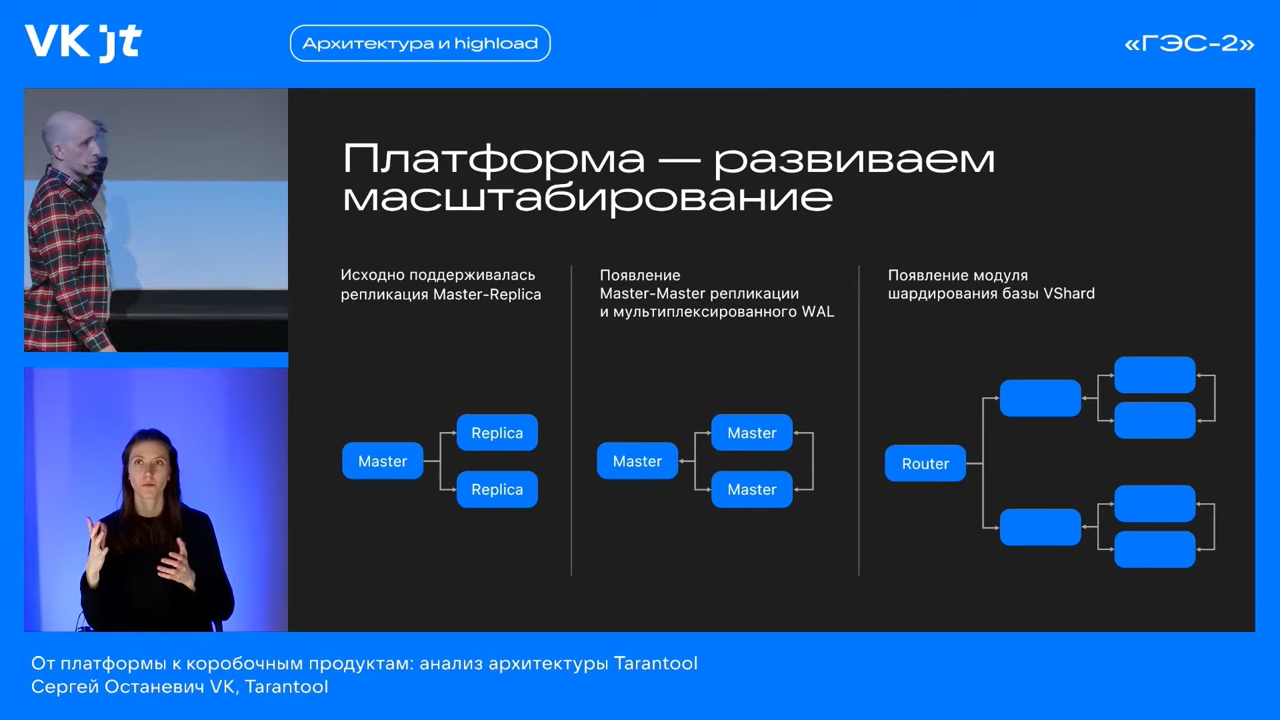 VK jt
Архитектура и highload
«ГЭС-2»
Платформа — развиваем
масштабирование
Исходно поддерживалась
репликация Master-Replica
Master
Replica
Replica
Появление
Master-Master репликации
и мультиплексированного WAL
Master
Master
Master
Появление модуля
шардирования базы VShard
Router
От платформы к коробочным продуктам: анализ архитектуры Tarantool
Сергей Останевич VK, Tarantool